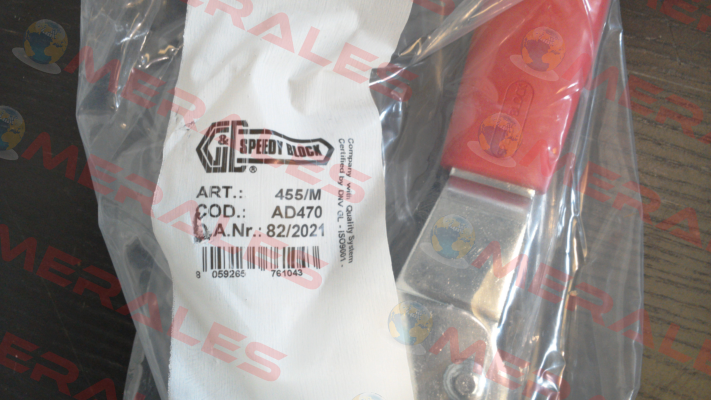 G&B SPEEDY BLOCK
®
ART.: 455/M
COD.: AD470
Q.A.Nr.: 82/2021
8 059265 761043
Company with Quality System
Certified by DNV GL - ISO9001 -
MERALES